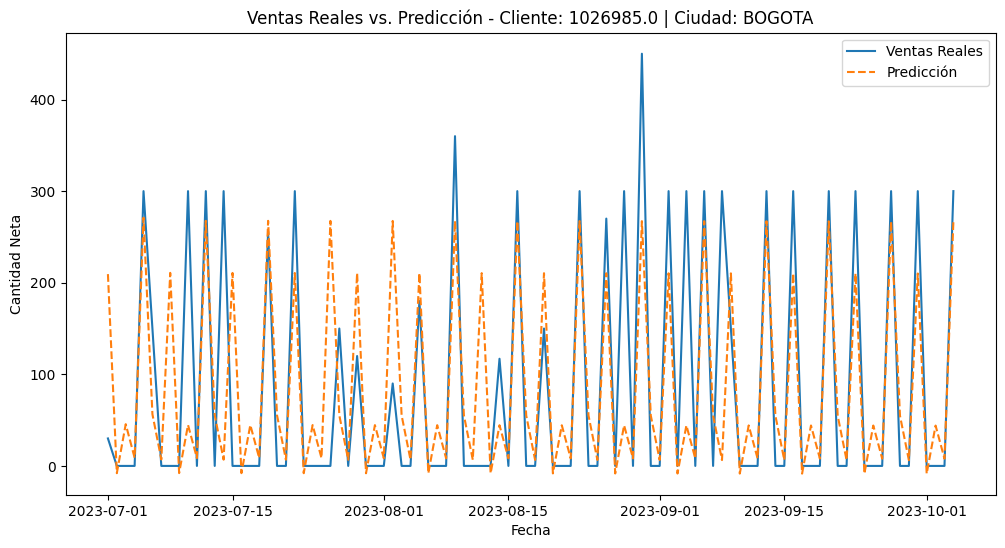 Ventas Reales vs. Predicción - Cliente: 1026985.0 | Ciudad: BOGOTA
Ventas Reales
Predicción
Cantidad Neta
400
300
200
100
0
2023-07-01
2023-07-15
2023-08-01
2023-08-15
2023-09-01
2023-09-15
2023-10-01
Fecha